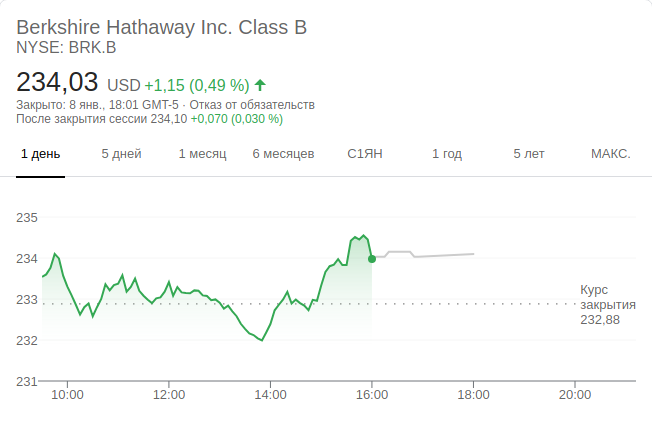 Berkshire Hathaway Inc. Class B
NYSE: BRK.B
234,03 USD +1,15 (0,49 %)
Закрыто: 8 янв., 18:01 GMT-5 · Отказ от обязательств
После закрытия сессии 234,10 +0,070 (0,030 %)
1 день 5 дней 1 месяц 6 месяцев С1ЯН 1 год 5 лет МАКС.
235
234
233
232
231
Курс
закрытия
232,88
10:00 12:00 14:00 16:00 18:00 20:00